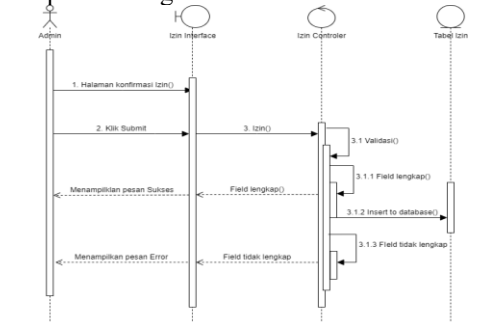 Admin
Izin Interface
Izin Controler
Tabel Izin
1. Halaman konfirmasi Izin()
2. Klik Submit
3. Izin()
3.1 Validasi()
3.1.1 Field lengkap()
Menampilklan pesan Sukses
Field lengkap()
3.1.2 Insert to database()
3.1.3 Field tidak lengkap
Menampilkan pesan Error
Field tidak lengkap